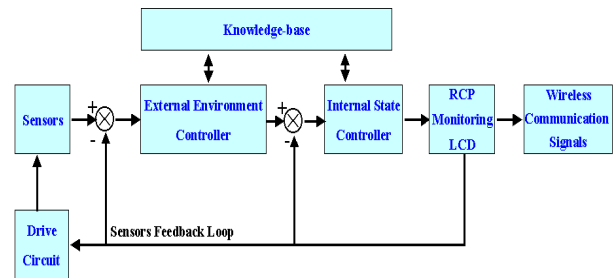 Knowledge-base
Sensors
+
-
External Environment
Controller
+
-
Internal State
Controller
RCP
Monitoring
LCD
Wireless
Communication
Signals
Sensors Feedback Loop
Drive
Circuit